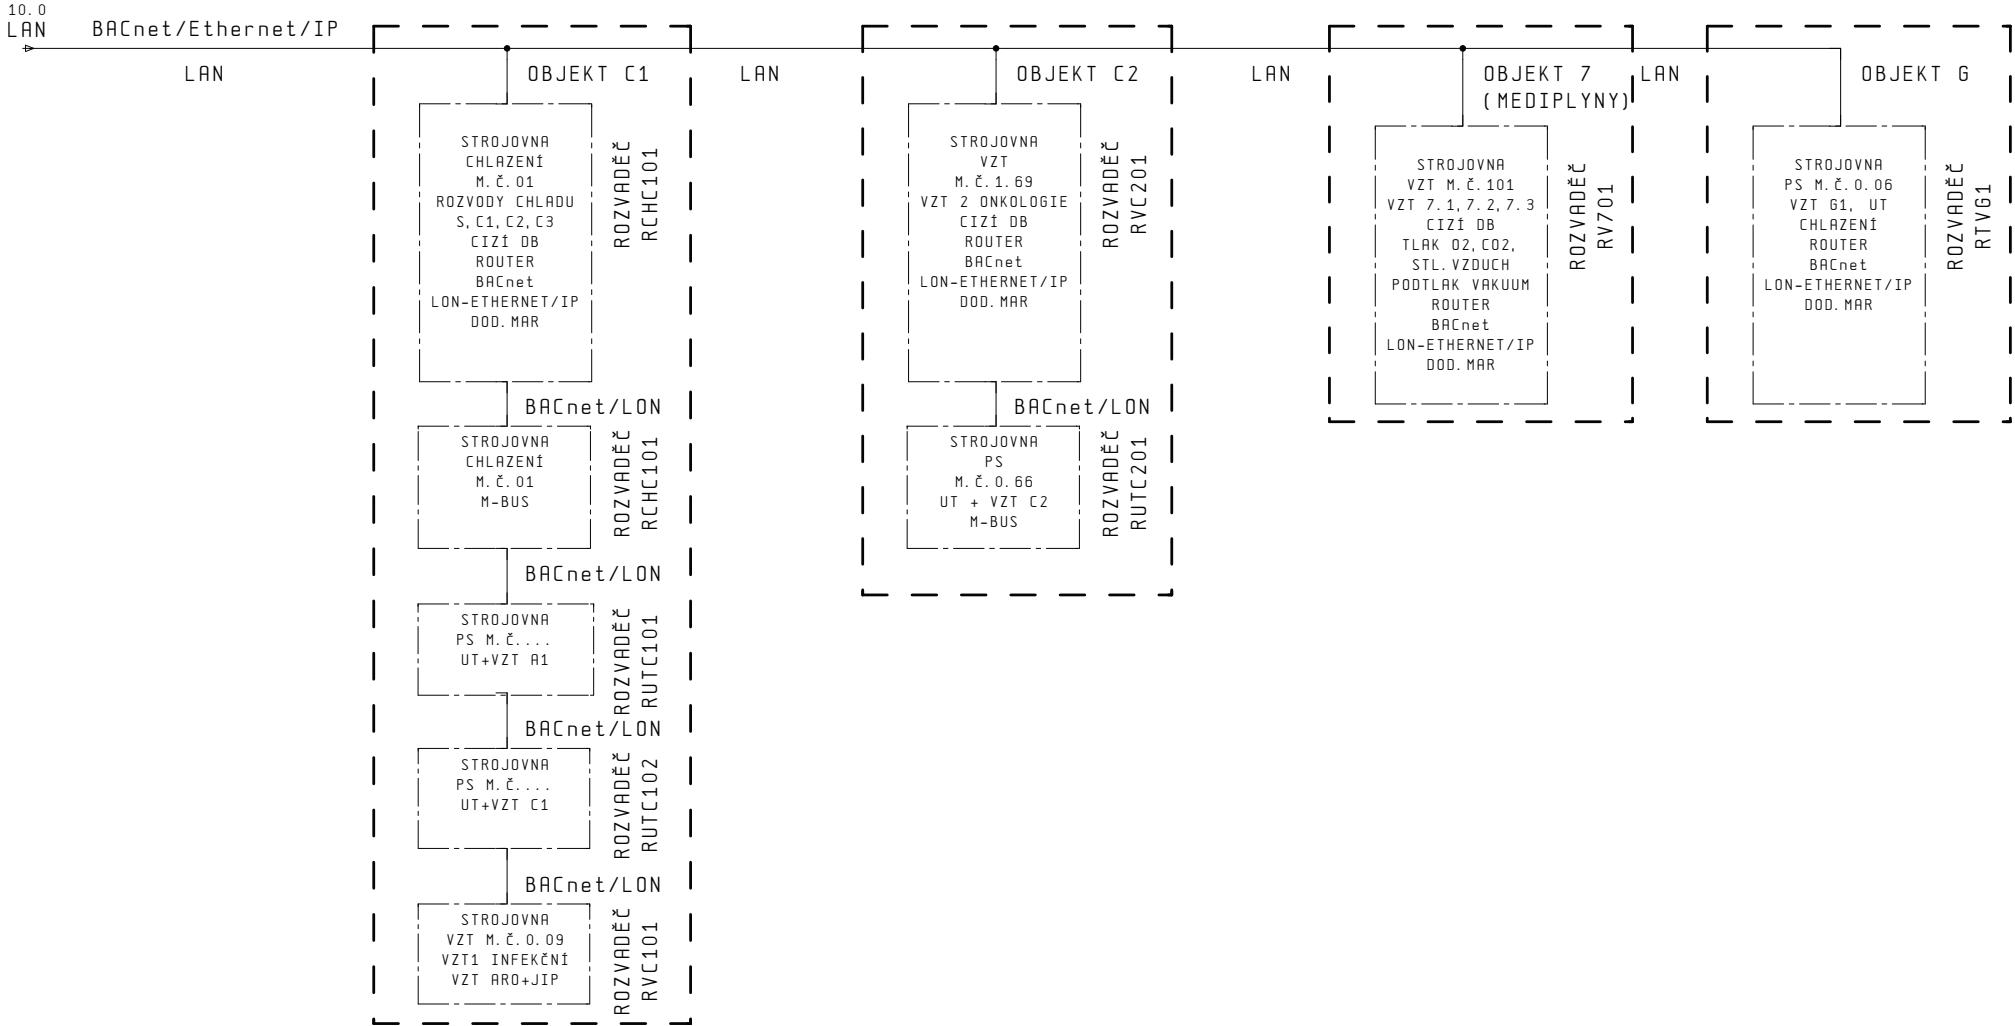 10.0
LAN
BACnet/Ethernet/IP
LAN
OBJEKT C1
STROJOVNA
CHLAZENÍ
M.Č.01
ROZVODY CHLADU
S,C1,C2,C3
CIZÍ DB
ROUTER
BACnet
LON-ETHERNET/IP
DOD.MAR
ROZVADĚČ
RCHC101
BACnet/LON
STROJOVNA
CHLAZENÍ
M.Č.01
M-BUS
ROZVADĚČ
RCHC101
BACnet/LON
STROJOVNA
PS M.Č....
UT+VZT A1
ROZVADĚČ
RUTC101
BACnet/LON
STROJOVNA
PS M.Č....
UT+VZT C1
ROZVADĚČ
RUTC102
BACnet/LON
STROJOVNA
VZT M.Č.0.09
VZT1 INFEKČNÍ
VZT ARO+JIP
ROZVADĚČ
RVC101
LAN
OBJEKT C2
STROJOVNA
VZT
M.Č.1.69
VZT 2 ONKOLOGIE
CIZÍ DB
ROUTER
BACnet
LON-ETHERNET/IP
DOD.MAR
ROZVADĚČ
RVC201
BACnet/LON
STROJOVNA
PS
M.Č.0.66
UT + VZT C2
M-BUS
ROZVADĚČ
RUTC201
LAN
OBJEKT 7
(MEDIPLYNY)
STROJOVNA
VZT M.Č.101
VZT 7.1,7.2,7.3
CIZÍ DB
TLAK O2,CO2,
STL.VZDUCH
PODTLAK VAKUUM
ROUTER
BACnet
LON-ETHERNET/IP
DOD.MAR
ROZVADĚČ
RV701
LAN
OBJEKT G
STROJOVNA
PS M.Č.0.06
VZT G1, UT
CHLAZENÍ
ROUTER
BACnet
LON-ETHERNET/IP
DOD.MAR
ROZVADĚČ
RTVG1